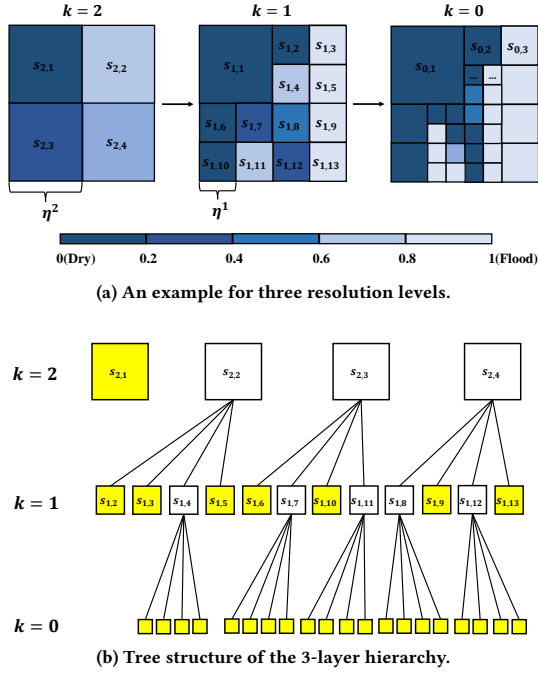 k = 2 k = 1 k = 0
s2,1 s2,2 s1,1 s1,2 s1,3 s0,1 s0,2 s0,3
s1,4 s1,5 ... ...
s2,3 s2,4 s1,6 s1,7 s1,8 s1,9
s1,10 s1,11 s1,12 s1,13
η² η¹
0(Dry) 0.2 0.4 0.6 0.8 1(Flood)
(a) An example for three resolution levels.
k = 2 s2,1 s2,2 s2,3 s2,4
k = 1 s1,2 s1,3 s1,4 s1,5 s1,6 s1,7 s1,10 s1,11 s1,8 s1,9 s1,12 s1,13
k = 0
(b) Tree structure of the 3-layer hierarchy.